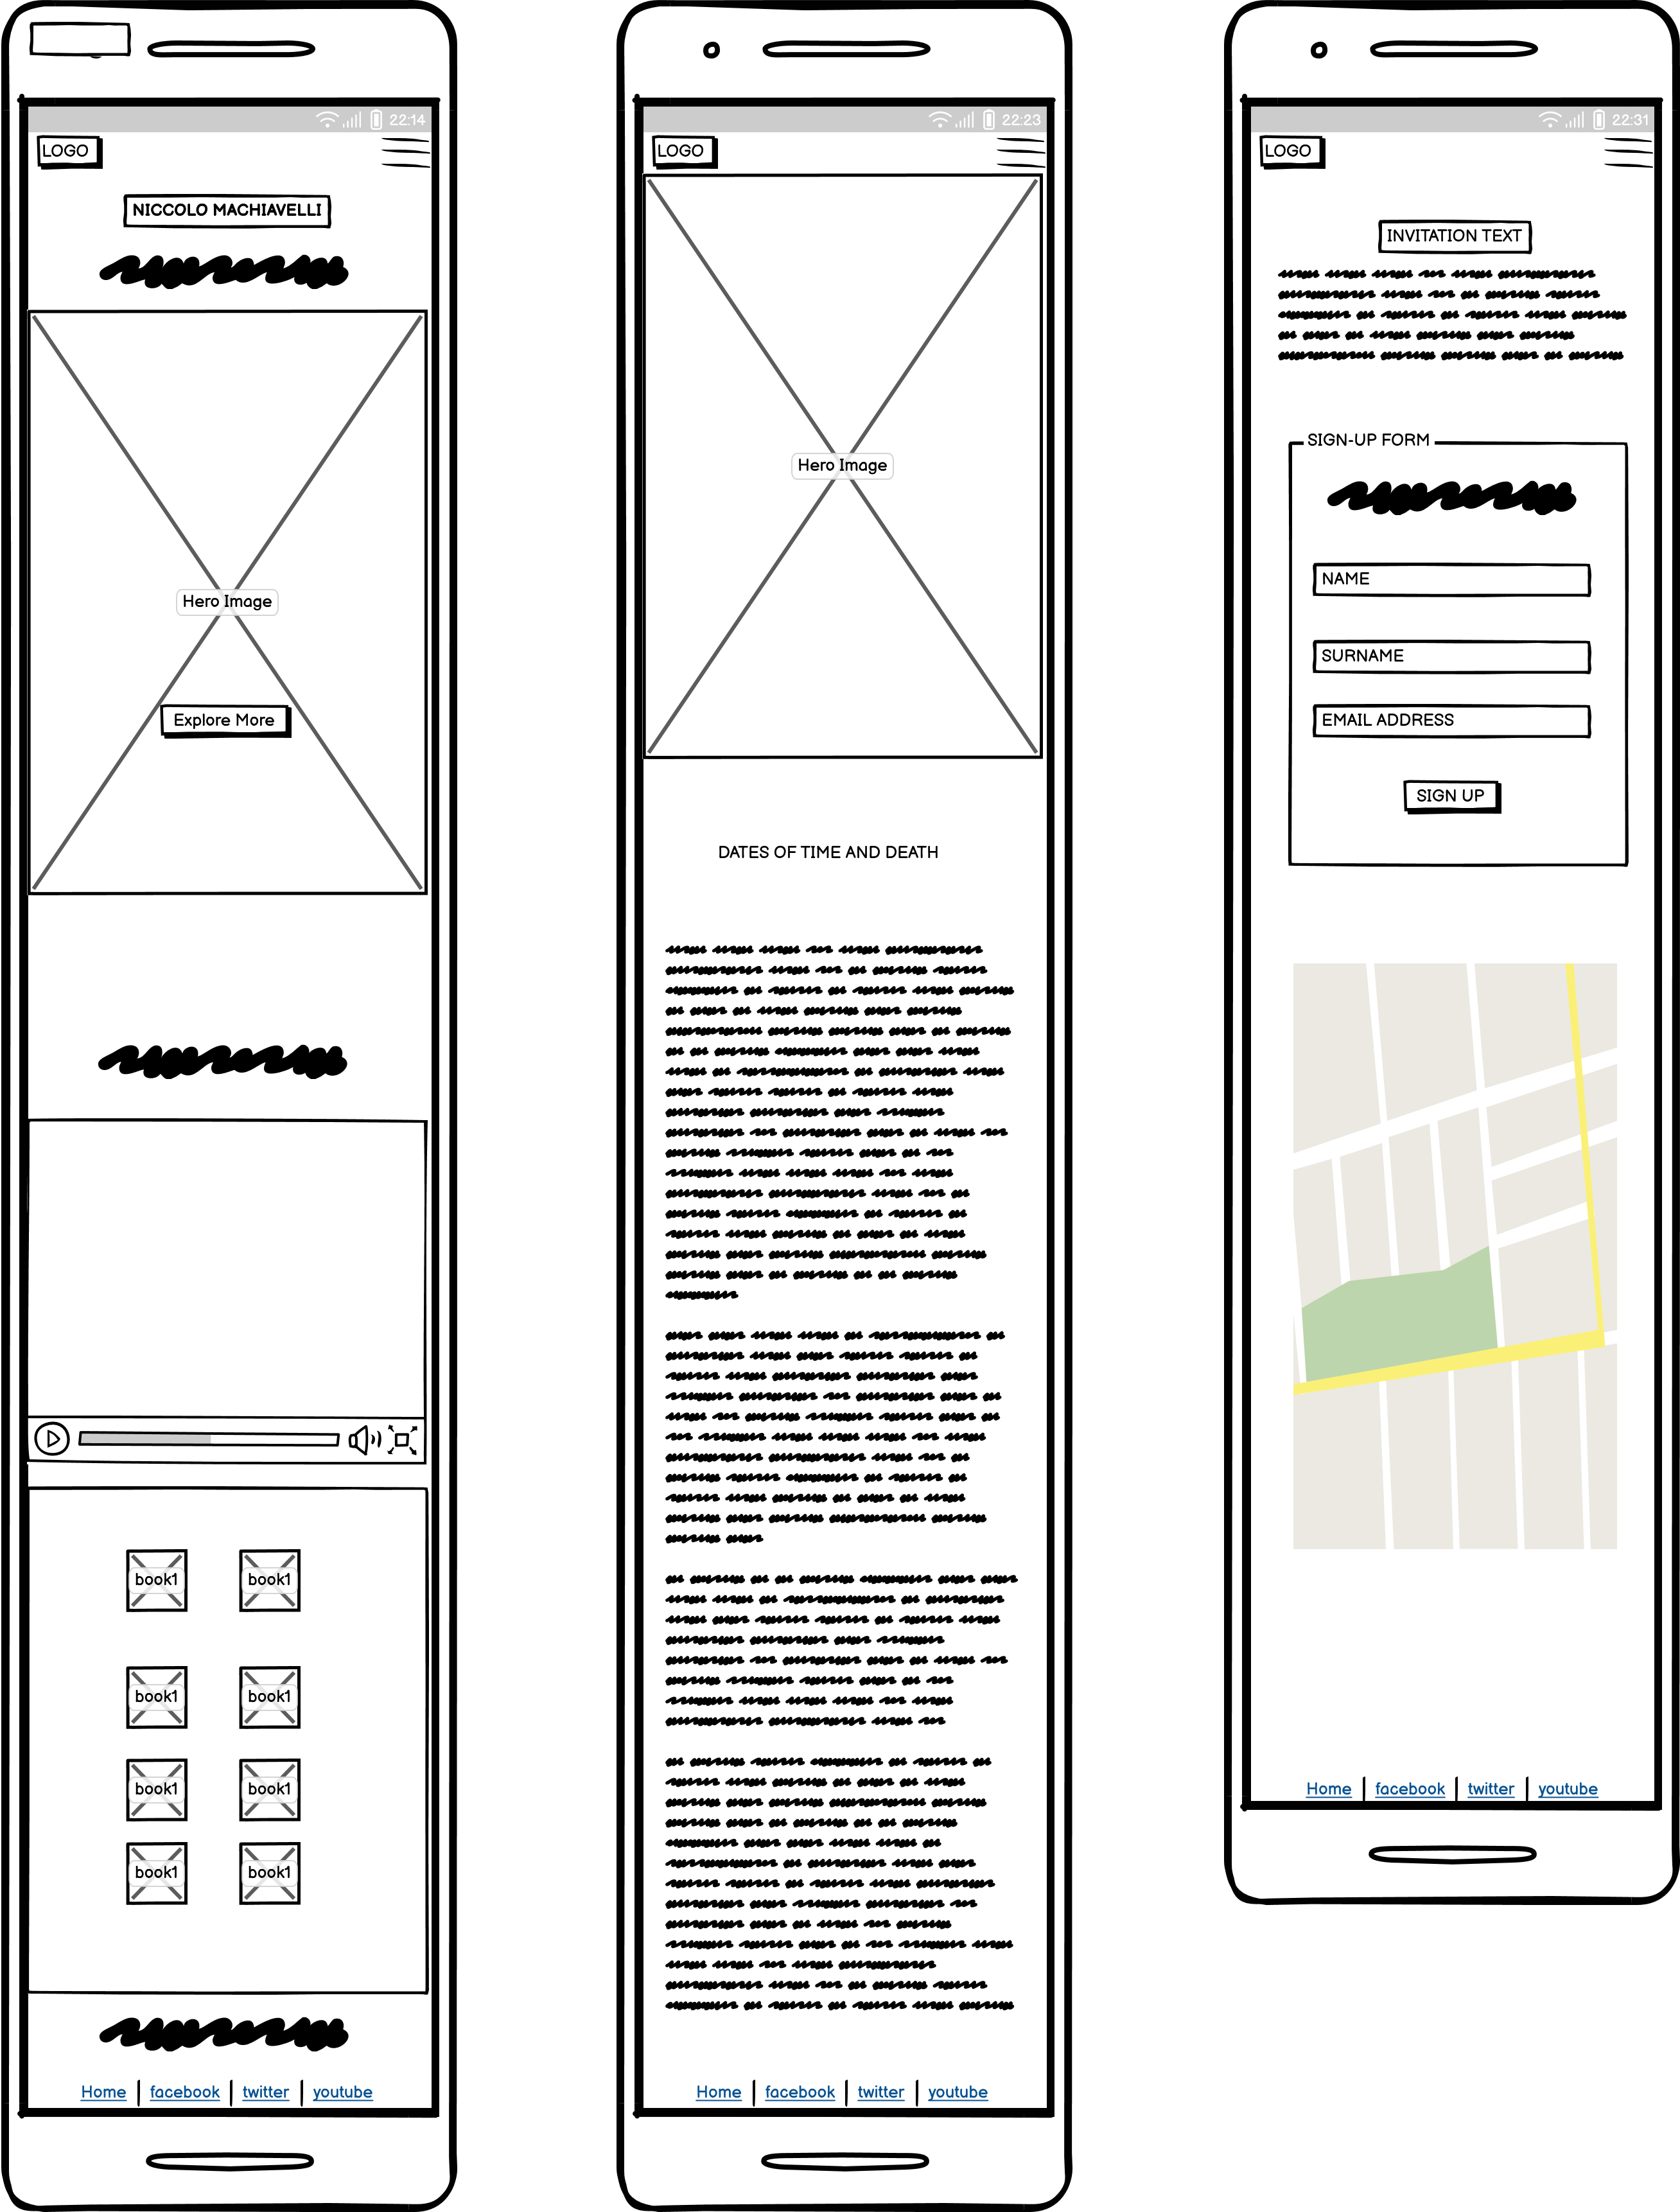 22:14
LOGO
NICCOLO MACHIAVELLI
Hero Image
Explore More
book1 book1
book1 book1
book1 book1
book1 book1
Home facebook twitter youtube
22:23
LOGO
Hero Image
DATES OF TIME AND DEATH
Home facebook twitter youtube
22:31
LOGO
INVITATION TEXT
SIGN-UP FORM
NAME
SURNAME
EMAIL ADDRESS
SIGN UP
Home facebook twitter youtube